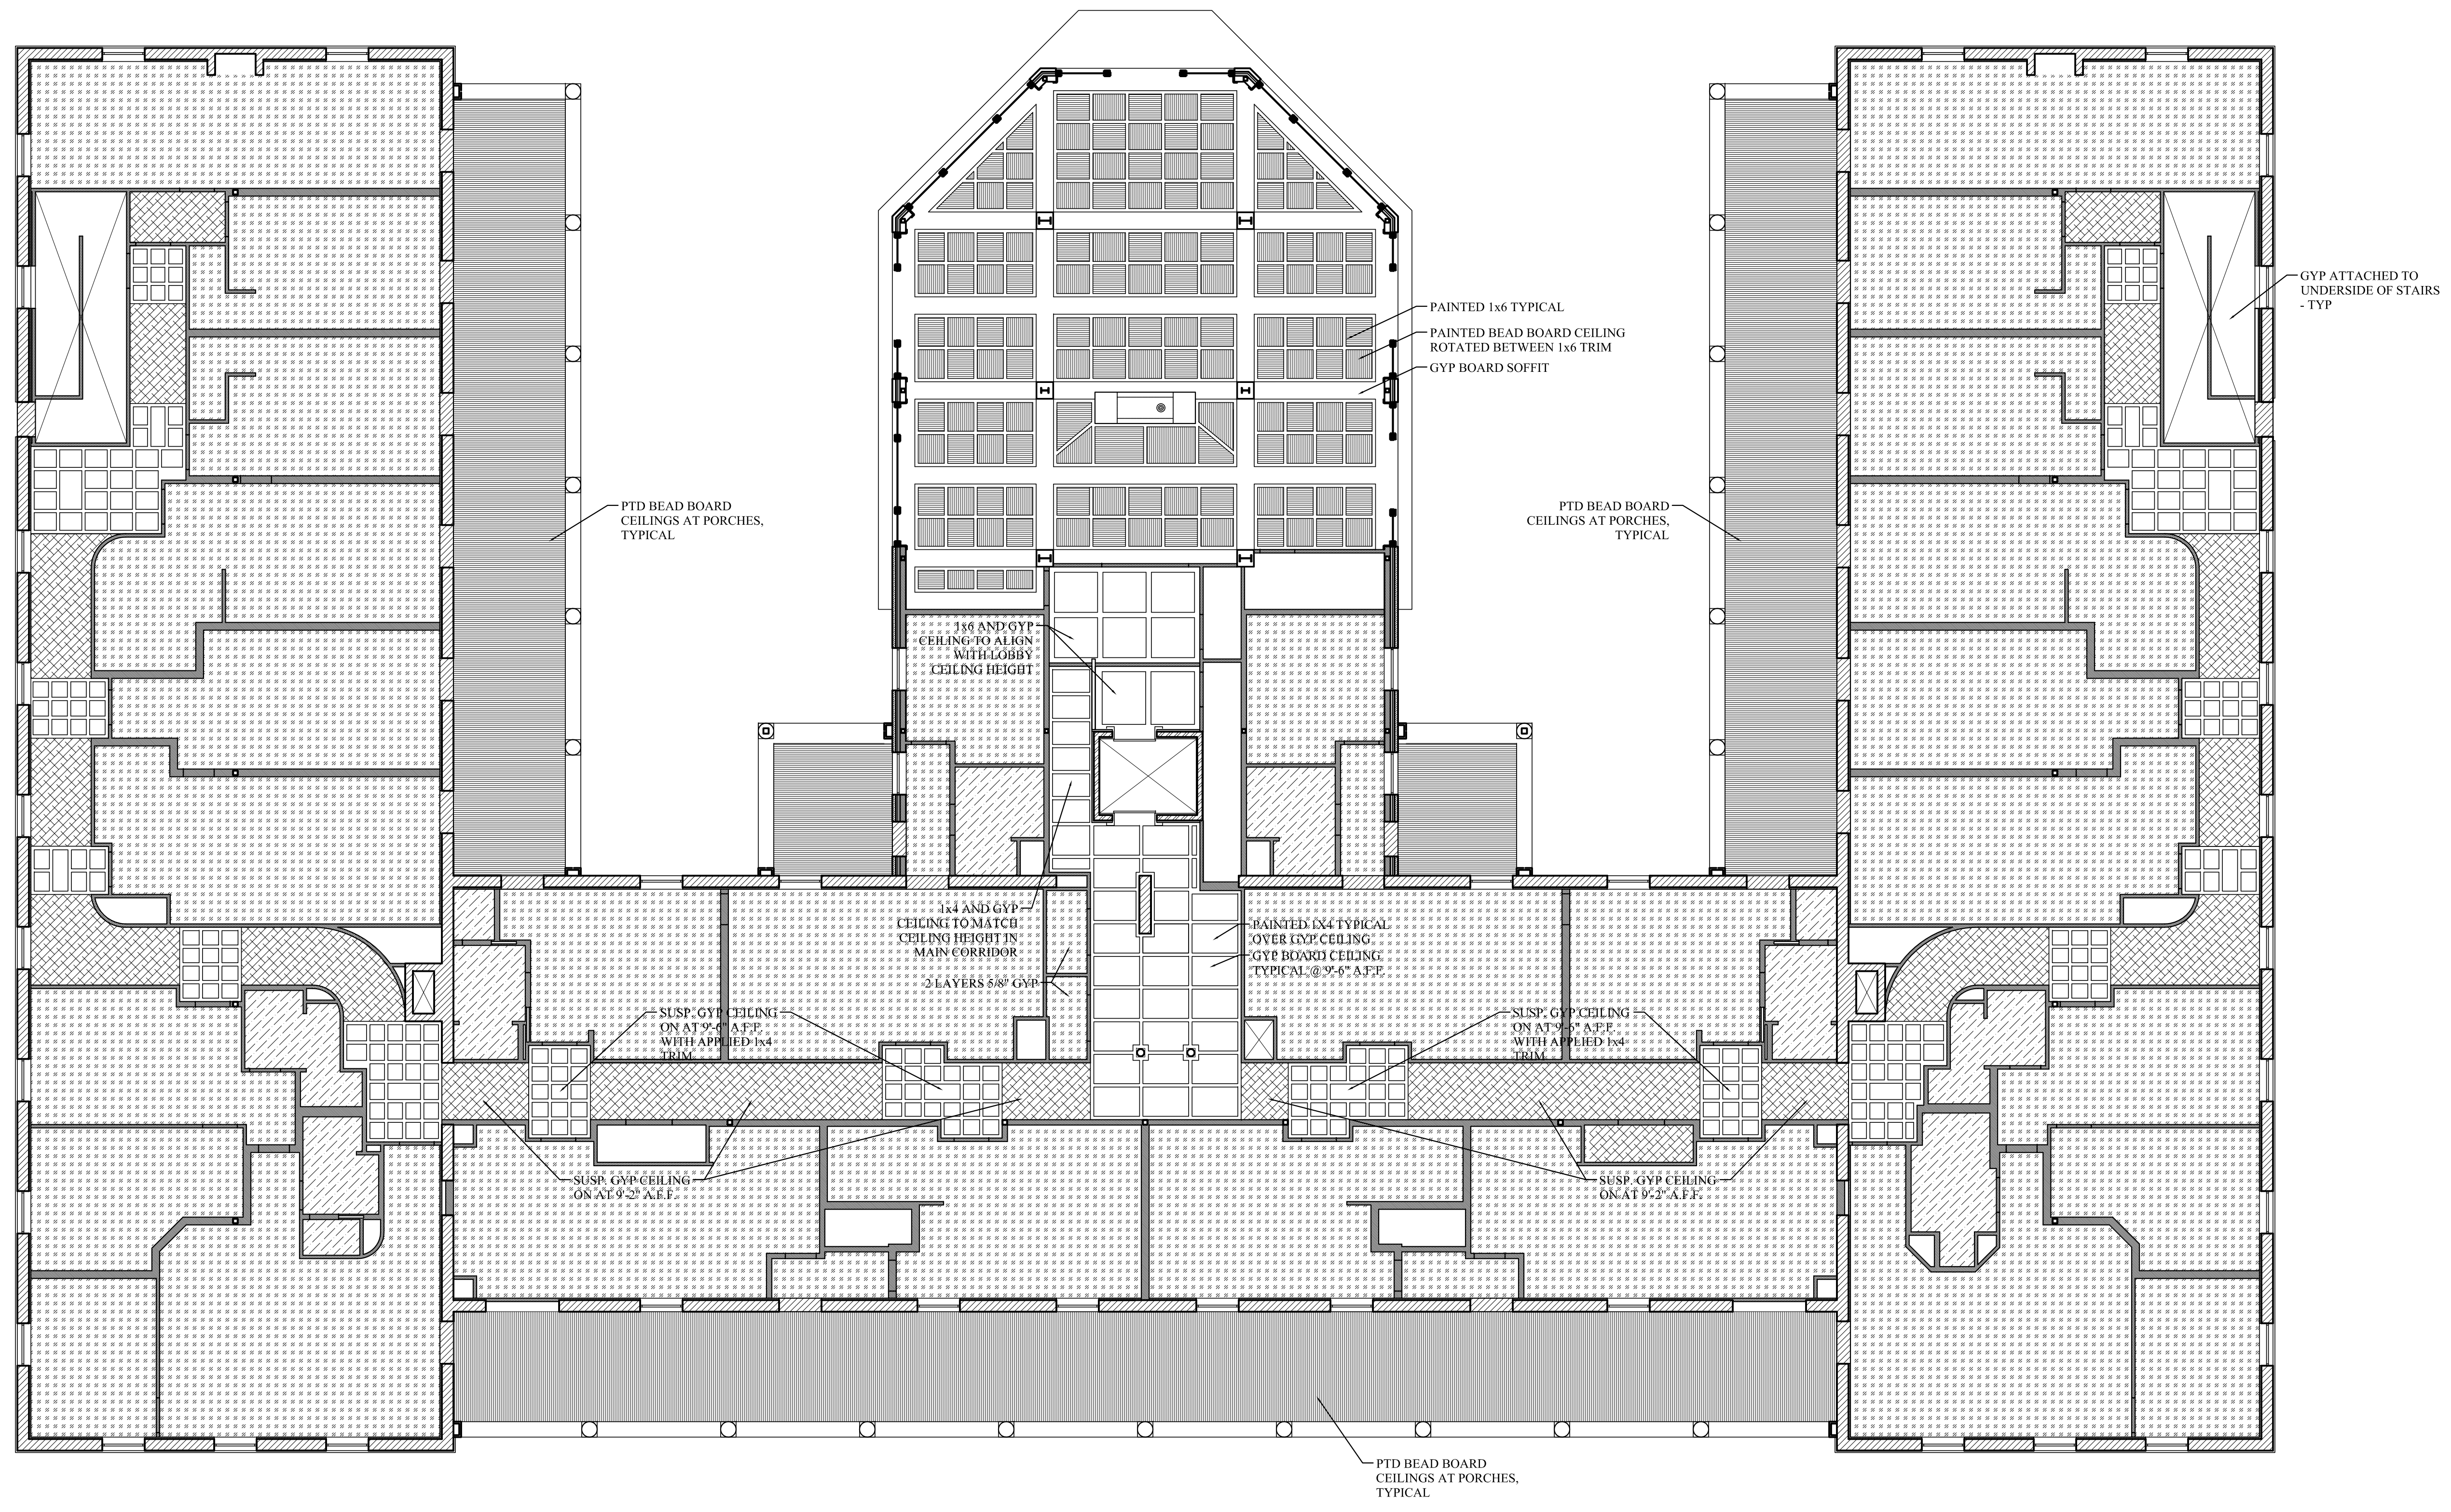 GYP ATTACHED TO
UNDERSIDE OF STAIRS
- TYP
PAINTED 1x6 TYPICAL
PAINTED BEAD BOARD CEILING
ROTATED BETWEEN 1x6 TRIM
GYP BOARD SOFFIT
PTD BEAD BOARD
CEILINGS AT PORCHES,
TYPICAL
PTD BEAD BOARD
CEILINGS AT PORCHES,
TYPICAL
1x6 AND GYP
CEILING TO ALIGN
WITH LOBBY
CEILING HEIGHT
1x4 AND GYP
CEILING TO MATCH
CEILING HEIGHT IN
MAIN CORRIDOR
2 LAYERS 5/8" GYP
PAINTED 1X4 TYPICAL
OVER GYP CEILING
GYP BOARD CEILING
TYPICAL @ 9'-6" A.F.F.
SUSP. GYP CEILING
ON AT 9'-6" A.F.F.
WITH APPLIED 1x4
TRIM
SUSP. GYP CEILING
ON AT 9'-6" A.F.F.
WITH APPLIED 1x4
TRIM
SUSP. GYP CEILING
ON AT 9'-2" A.F.F.
SUSP. GYP CEILING
ON AT 9'-2" A.F.F.
PTD BEAD BOARD
CEILINGS AT PORCHES,
TYPICAL